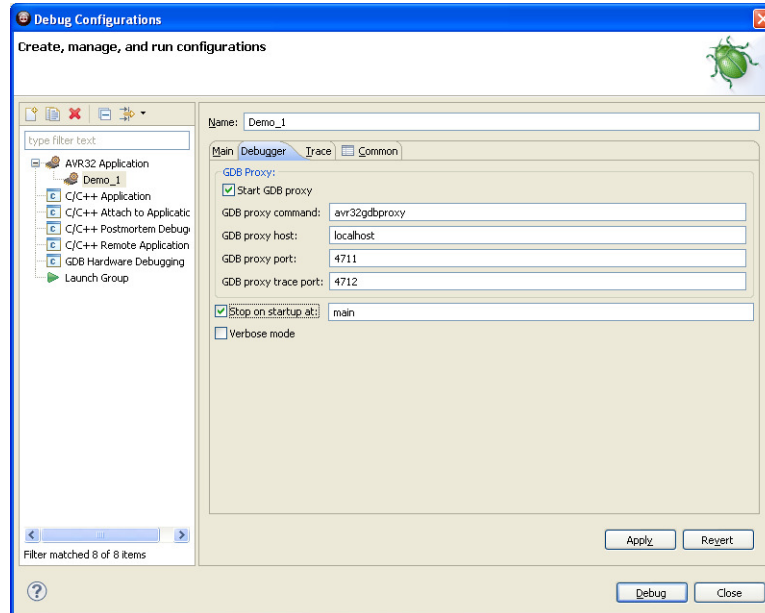 Debug Configurations
Create, manage, and run configurations
type filter text
AVR32 Application
Demo_1
C/C++ Application
C/C++ Attach to Applicatic
C/C++ Postmortem Debug
C/C++ Remote Application
GDB Hardware Debugging
Launch Group
Filter matched 8 of 8 items
Name: Demo_1
Main Debugger Trace Common
GDB Proxy:
Start GDB proxy
GDB proxy command: avr32gdbproxy
GDB proxy host: localhost
GDB proxy port: 4711
GDB proxy trace port: 4712
Stop on startup at: main
Verbose mode
Apply Revert
? Debug Close